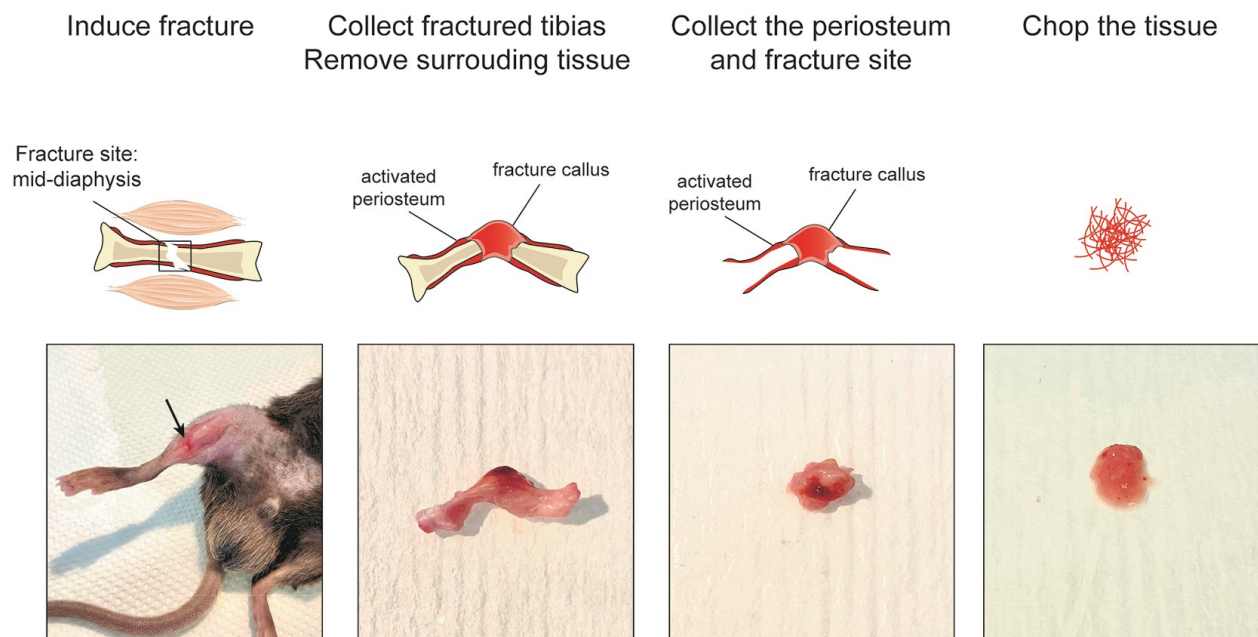 Induce fracture
Collect fractured tibias
Remove surrouding tissue
Collect the periosteum
and fracture site
Chop the tissue
Fracture site:
mid-diaphysis
activated
periosteum
fracture callus
activated
periosteum
fracture callus